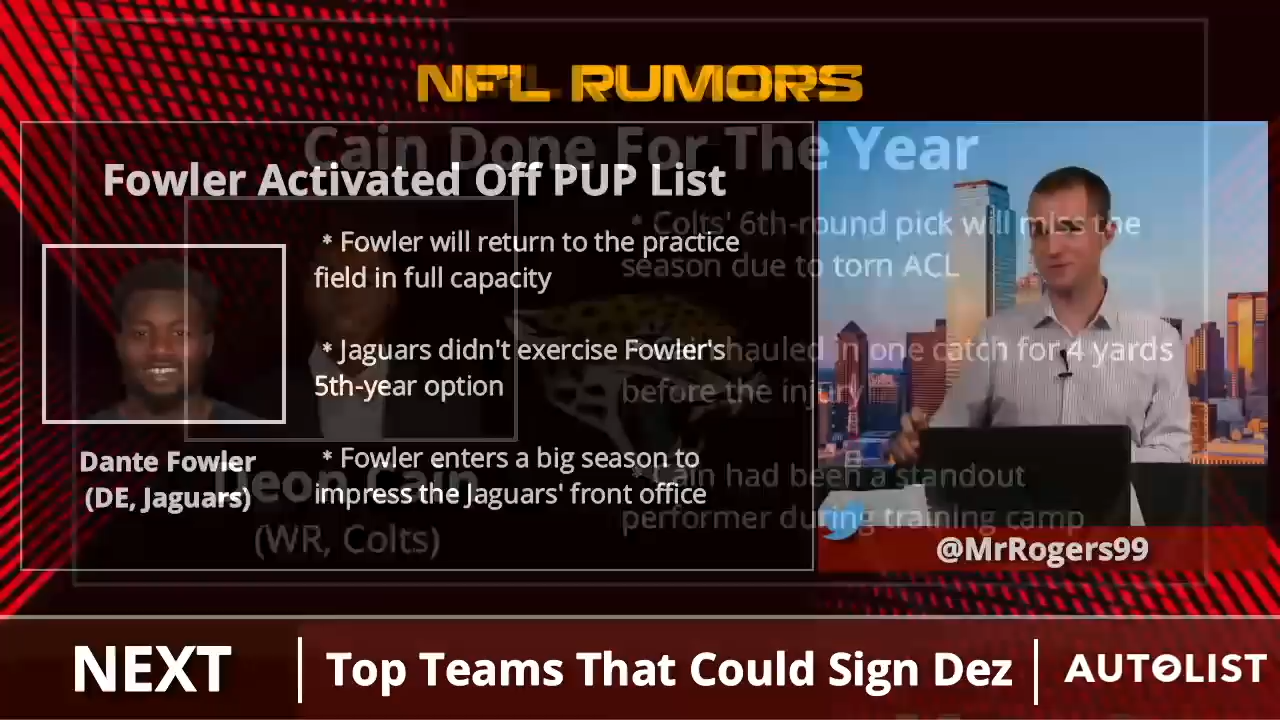 NFL RUMORS
Cain Done For The Year
Fowler Activated Off PUP List
* Fowler will return to the practice
field in full capacity
* Jaguars didn't exercise Fowler's
5th-year option
* Fowler enters a big season to
impress the Jaguars' front office
Dante Fowler
(DE, Jaguars)
* Colts' 6th-round pick will miss the
season due to torn ACL
hauled in one catch for 4 yards
before the injury
* Cain had been a standout
performer during training camp
Deon Cain
(WR, Colts)
@MrRogers99
NEXT
Top Teams That Could Sign Dez
AUTOLIST